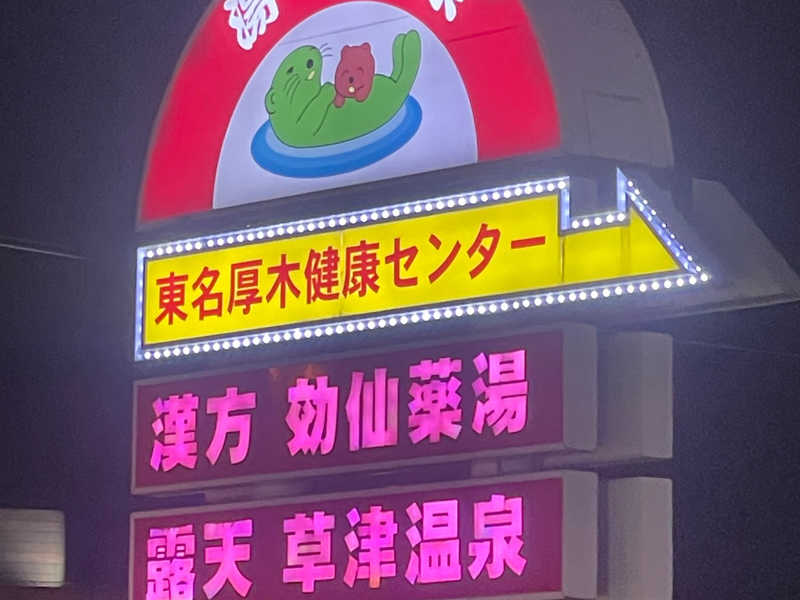 湯
東名厚木健康センター
漢方 効仙薬湯
露天 草津温泉